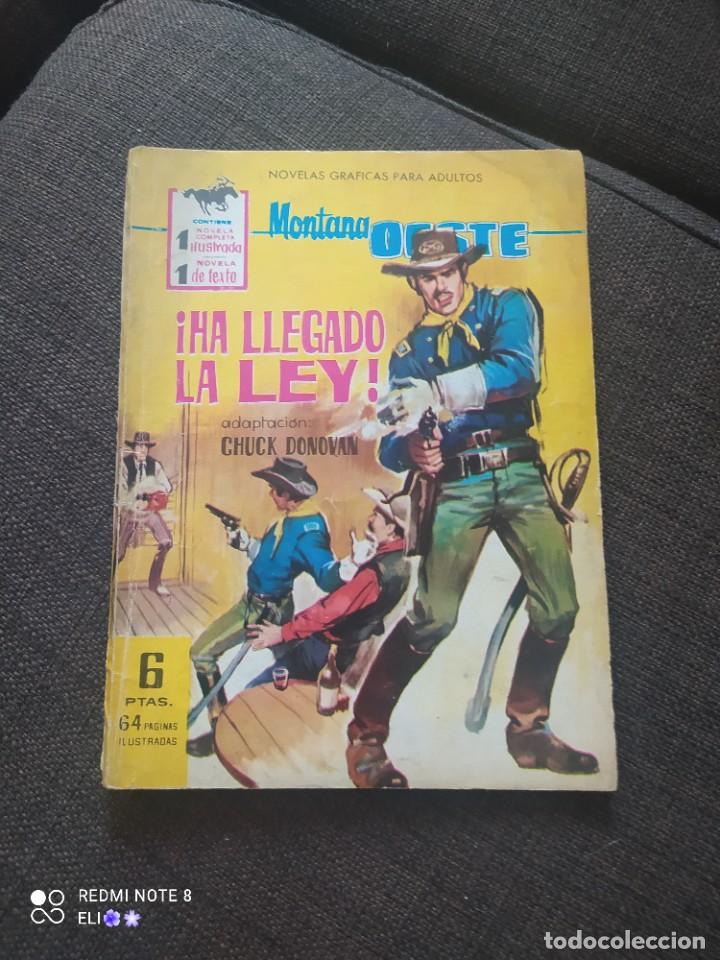 NOVELAS GRAFICAS PARA ADULTOS
CONTIENE
1 NOVELA COMPLETA ilustrada
1 NOVELA de texto
Montana OESTE
¡HA LLEGADO
LA LEY!
adaptación:
CHUCK DONOVAN
6
PTAS.
64 PAGINAS
ILUSTRADAS
REDMI NOTE 8
ELI
todocoleccion